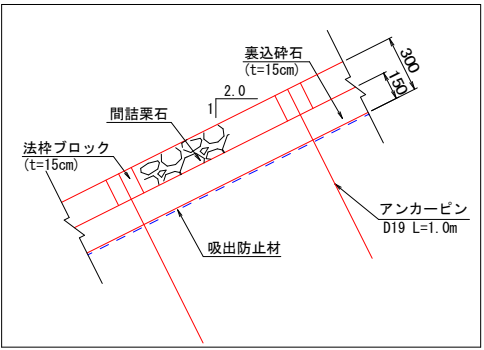 裏込砕石
(t=15cm)
300
150
2.0
1
間詰栗石
法枠ブロック
(t=15cm)
アンカーピン
D19 L=1.0m
吸出防止材